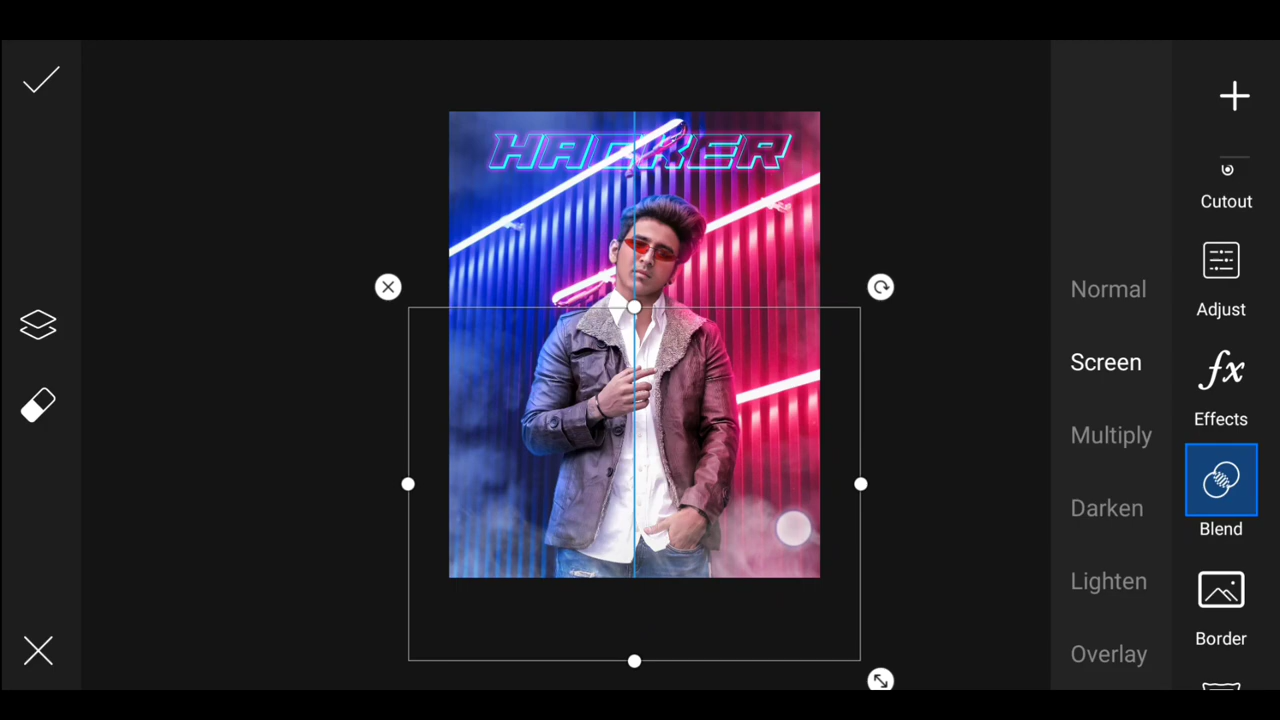 HACKER
Cutout
Adjust
Normal
Screen
Effects
Multiply
Darken
Blend
Lighten
Border
Overlay